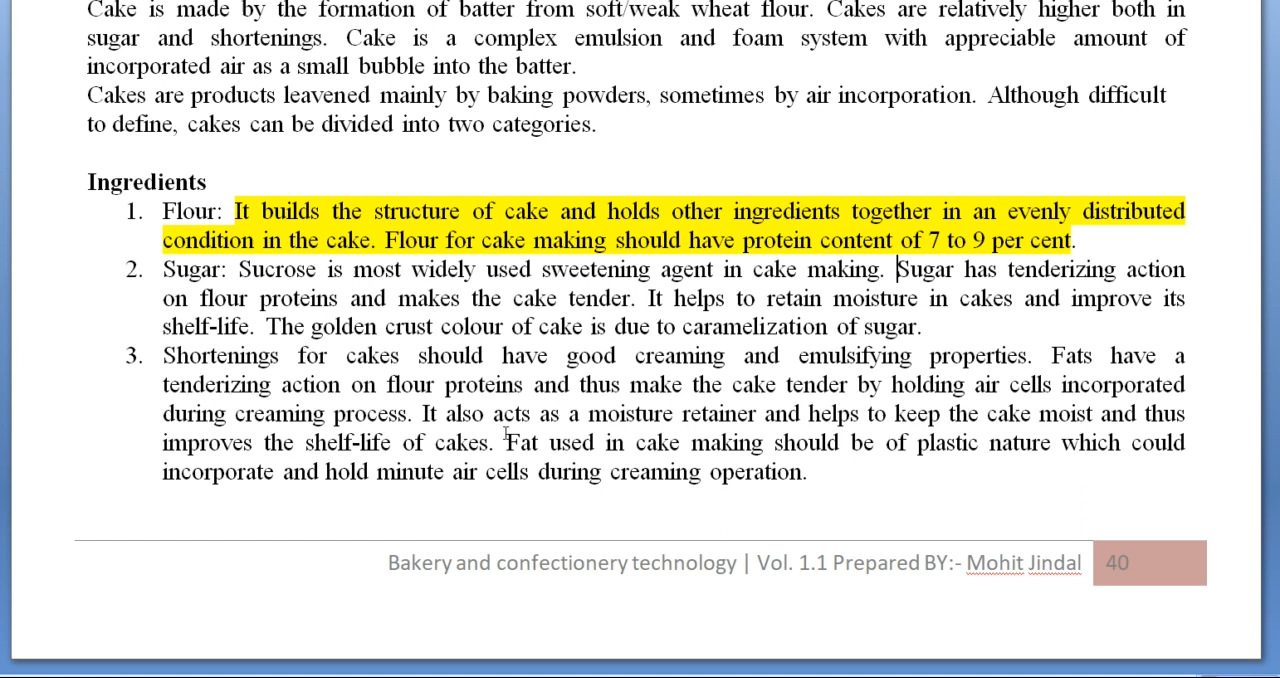 Cake is made by the formation of batter from soft/weak wheat flour. Cakes are relatively higher both in
sugar and shortenings. Cake is a complex emulsion and foam system with appreciable amount of
incorporated air as a small bubble into the batter.
Cakes are products leavened mainly by baking powders, sometimes by air incorporation. Although difficult
to define, cakes can be divided into two categories.
Ingredients
1. Flour: It builds the structure of cake and holds other ingredients together in an evenly distributed
condition in the cake. Flour for cake making should have protein content of 7 to 9 per cent.
2. Sugar: Sucrose is most widely used sweetening agent in cake making. Sugar has tenderizing action
on flour proteins and makes the cake tender. It helps to retain moisture in cakes and improve its
shelf-life. The golden crust colour of cake is due to caramelization of sugar.
3. Shortenings for cakes should have good creaming and emulsifying properties. Fats have a
tenderizing action on flour proteins and thus make the cake tender by holding air cells incorporated
during creaming process. It also acts as a moisture retainer and helps to keep the cake moist and thus
improves the shelf-life of cakes. Fat used in cake making should be of plastic nature which could
incorporate and hold minute air cells during creaming operation.
Bakery and confectionery technology | Vol. 1.1 Prepared BY:- Mohit Jindal 40